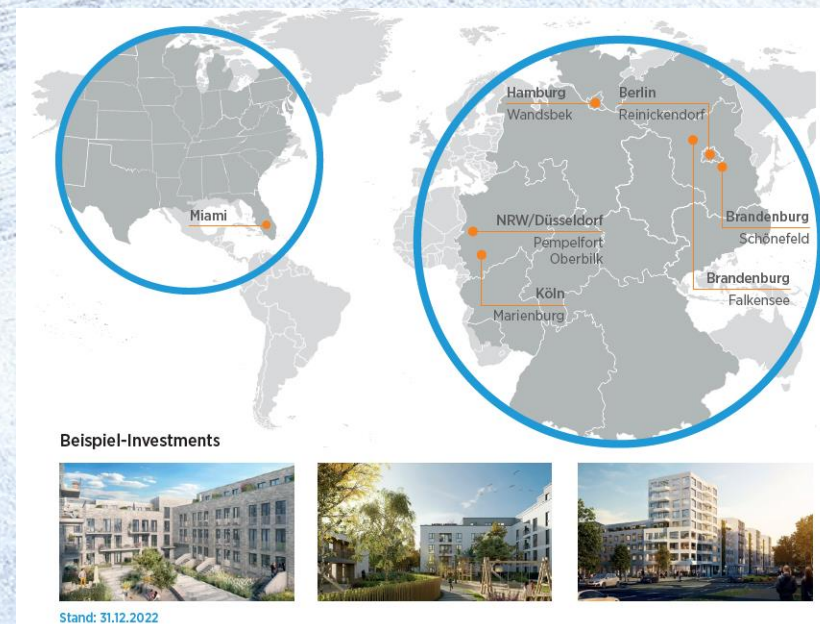 Miami
Hamburg
Wandsbek
Berlin
Reinickendorf
NRW/Düsseldorf
Pempelfort
Oberbilk
Köln
Marienburg
Brandenburg
Schönefeld
Brandenburg
Falkensee
Beispiel-Investments
Stand: 31.12.2022